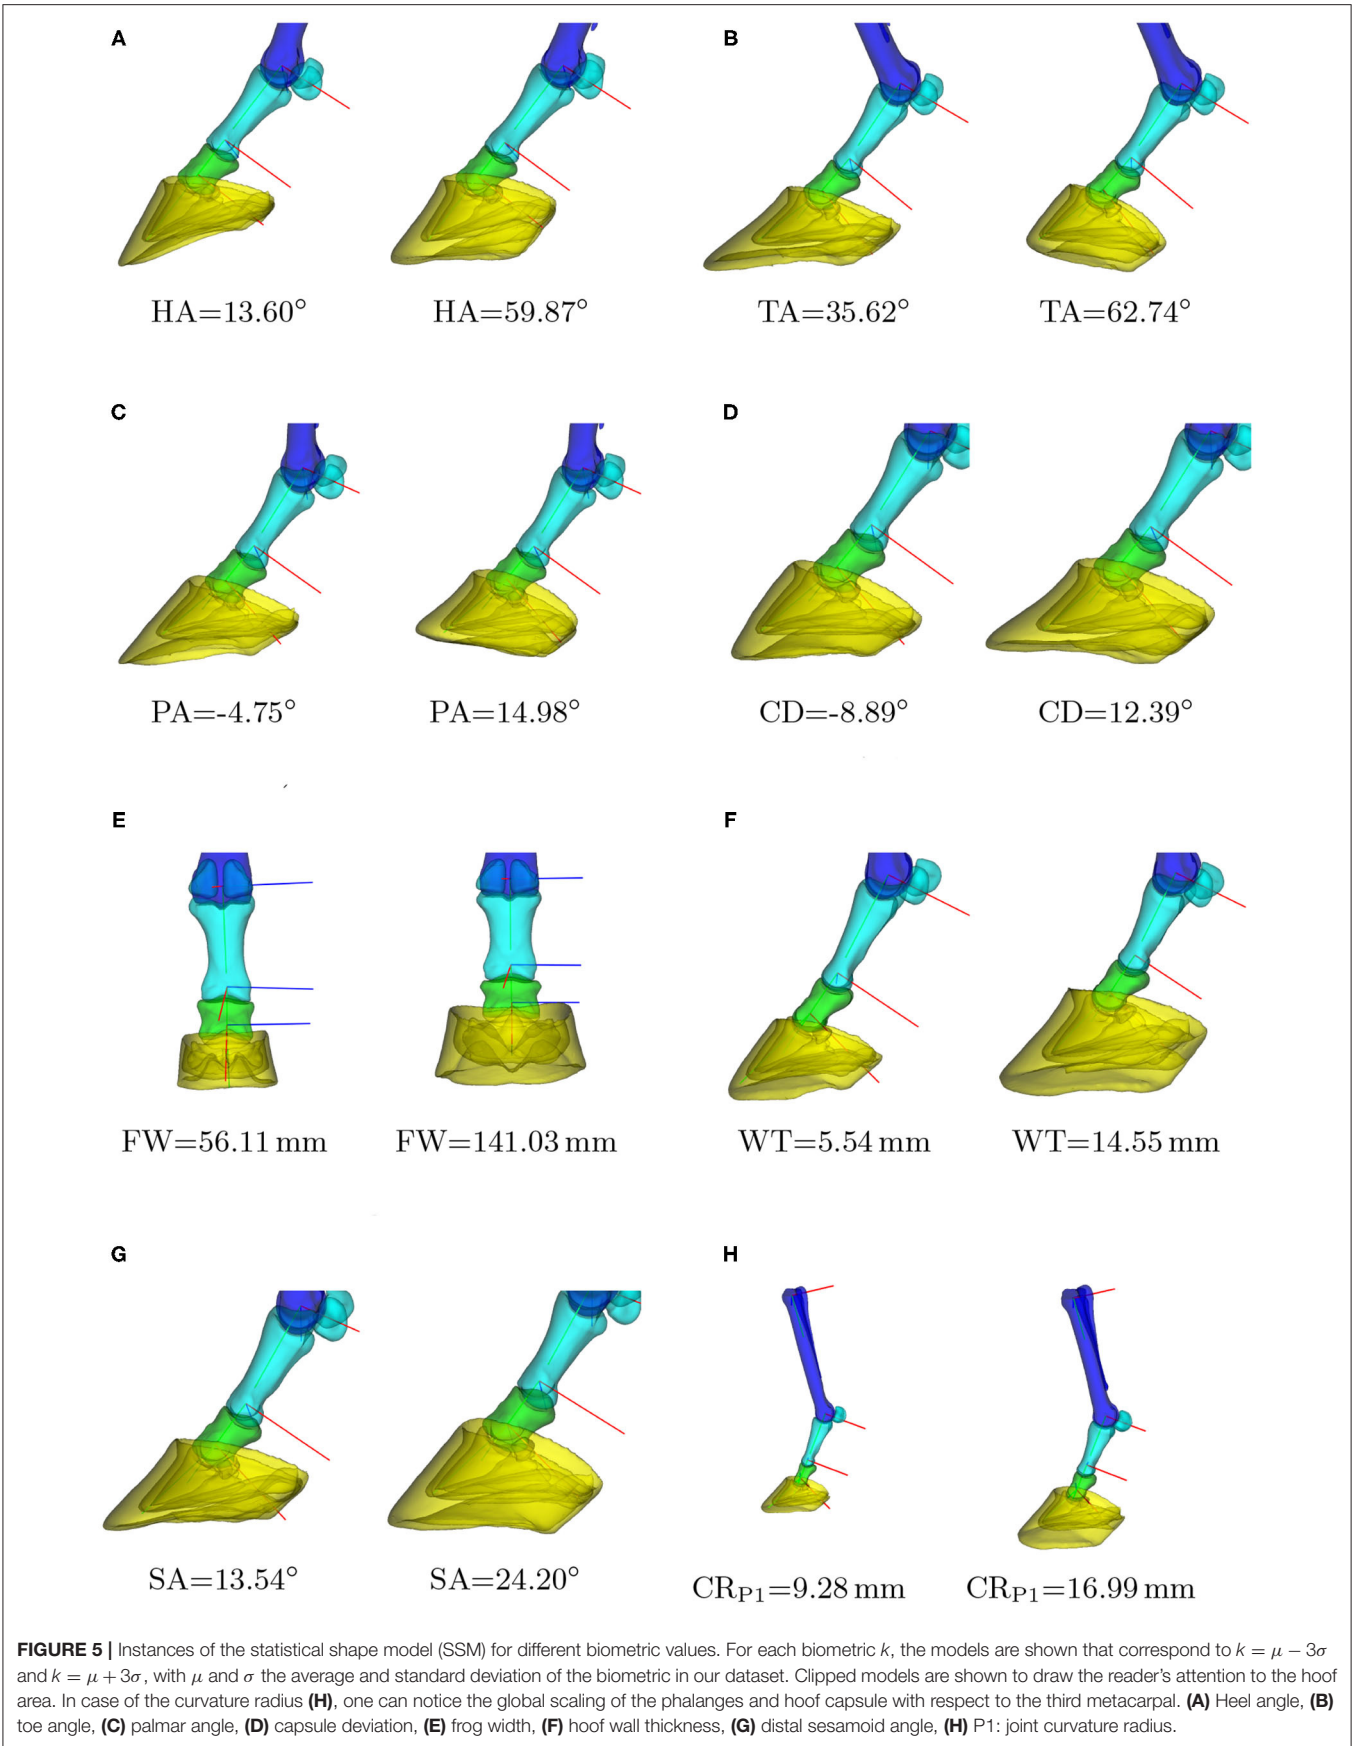 A
B
HA=13.60°
HA=59.87°
TA=35.62°
TA=62.74°
C
D
PA=-4.75°
PA=14.98°
CD=-8.89°
CD=12.39°
E
F
FW=56.11 mm
FW=141.03 mm
WT=5.54 mm
WT=14.55 mm
G
H
SA=13.54°
SA=24.20°
CRP1=9.28 mm
CRP1=16.99 mm
FIGURE 5 | Instances of the statistical shape model (SSM) for different biometric values. For each biometric k, the models are shown that correspond to k = μ − 3σ
and k = μ + 3σ, with μ and σ the average and standard deviation of the biometric in our dataset. Clipped models are shown to draw the reader's attention to the hoof
area. In case of the curvature radius (H), one can notice the global scaling of the phalanges and hoof capsule with respect to the third metacarpal. (A) Heel angle, (B)
toe angle, (C) palmar angle, (D) capsule deviation, (E) frog width, (F) hoof wall thickness, (G) distal sesamoid angle, (H) P1: joint curvature radius.